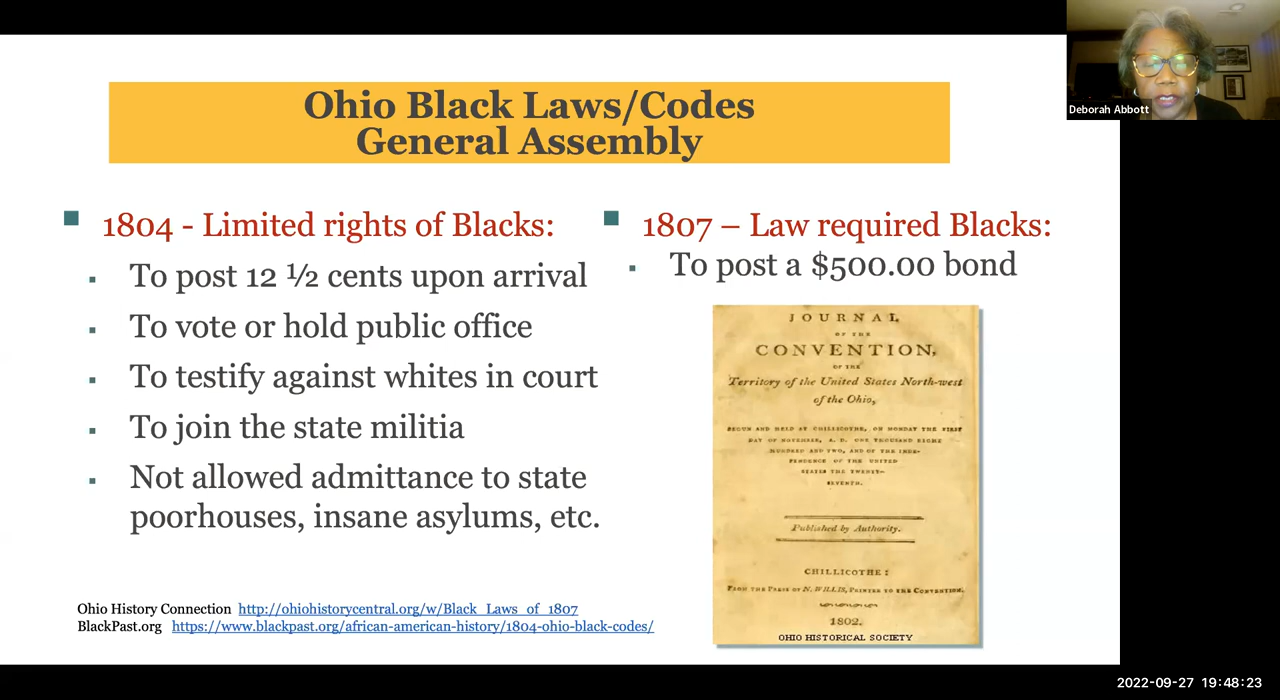 Deborah Abbott
Ohio Black Laws/Codes
General Assembly
1804 - Limited rights of Blacks:
To post 12 ½ cents upon arrival
To vote or hold public office
To testify against whites in court
To join the state militia
Not allowed admittance to state
poorhouses, insane asylums, etc.
1807 – Law required Blacks:
To post a $500.00 bond
JOURNAL
OF THE
CONVENTION,
OF THE
Territory of the United States North-west
of the Ohio,
BEGUN AND HELD AT CHILLICOTHE, ON MONDAY THE FIRST
DAY OF NOVEMBER, A. D. ONE THOUSAND EIGHT
HUNDRED AND TWO, AND OF THE INDE-
PENDENCE OF THE UNITED
STATES THE TWENTY-
SEVENTH.
Published by Authority.
CHILLICOTHE:
FROM THE PRESS OF N. WILLIS, PRINTER TO THE CONVENTION.
1802.
OHIO HISTORICAL SOCIETY
Ohio History Connection http://ohiohistorycentral.org/w/Black_Laws_of_1807
BlackPast.org https://www.blackpast.org/african-american-history/1804-ohio-black-codes/
2022-09-27 19:48:23